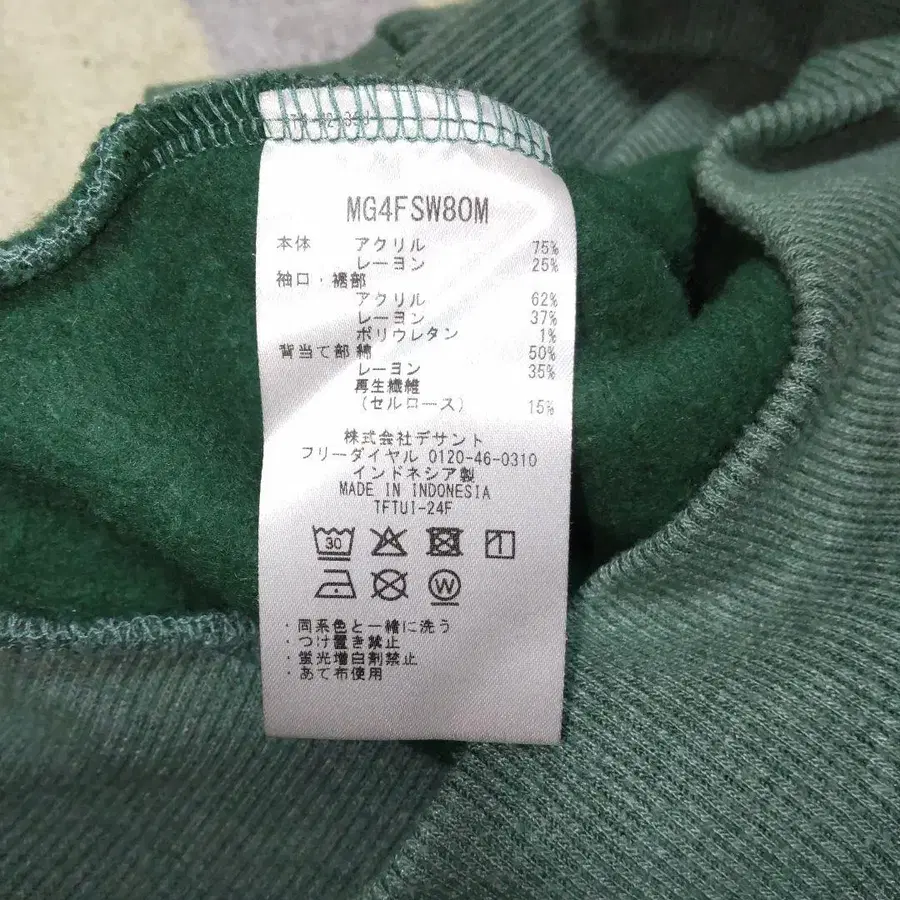 MG4FSW80M
本体 アクリル 75%
レーヨン 25%
袖口・裾部
アクリル 62%
レーヨン 37%
ポリウレタン 1%
背当て部 綿 50%
レーヨン 35%
再生繊維
(セルロース) 15%
株式会社デサント
フリーダイヤル 0120-46-0310
インドネシア製
MADE IN INDONESIA
TFTUI-24F
30
W
・同系色と一緒に洗う
・つけ置き禁止
・蛍光増白剤禁止
・あて布使用